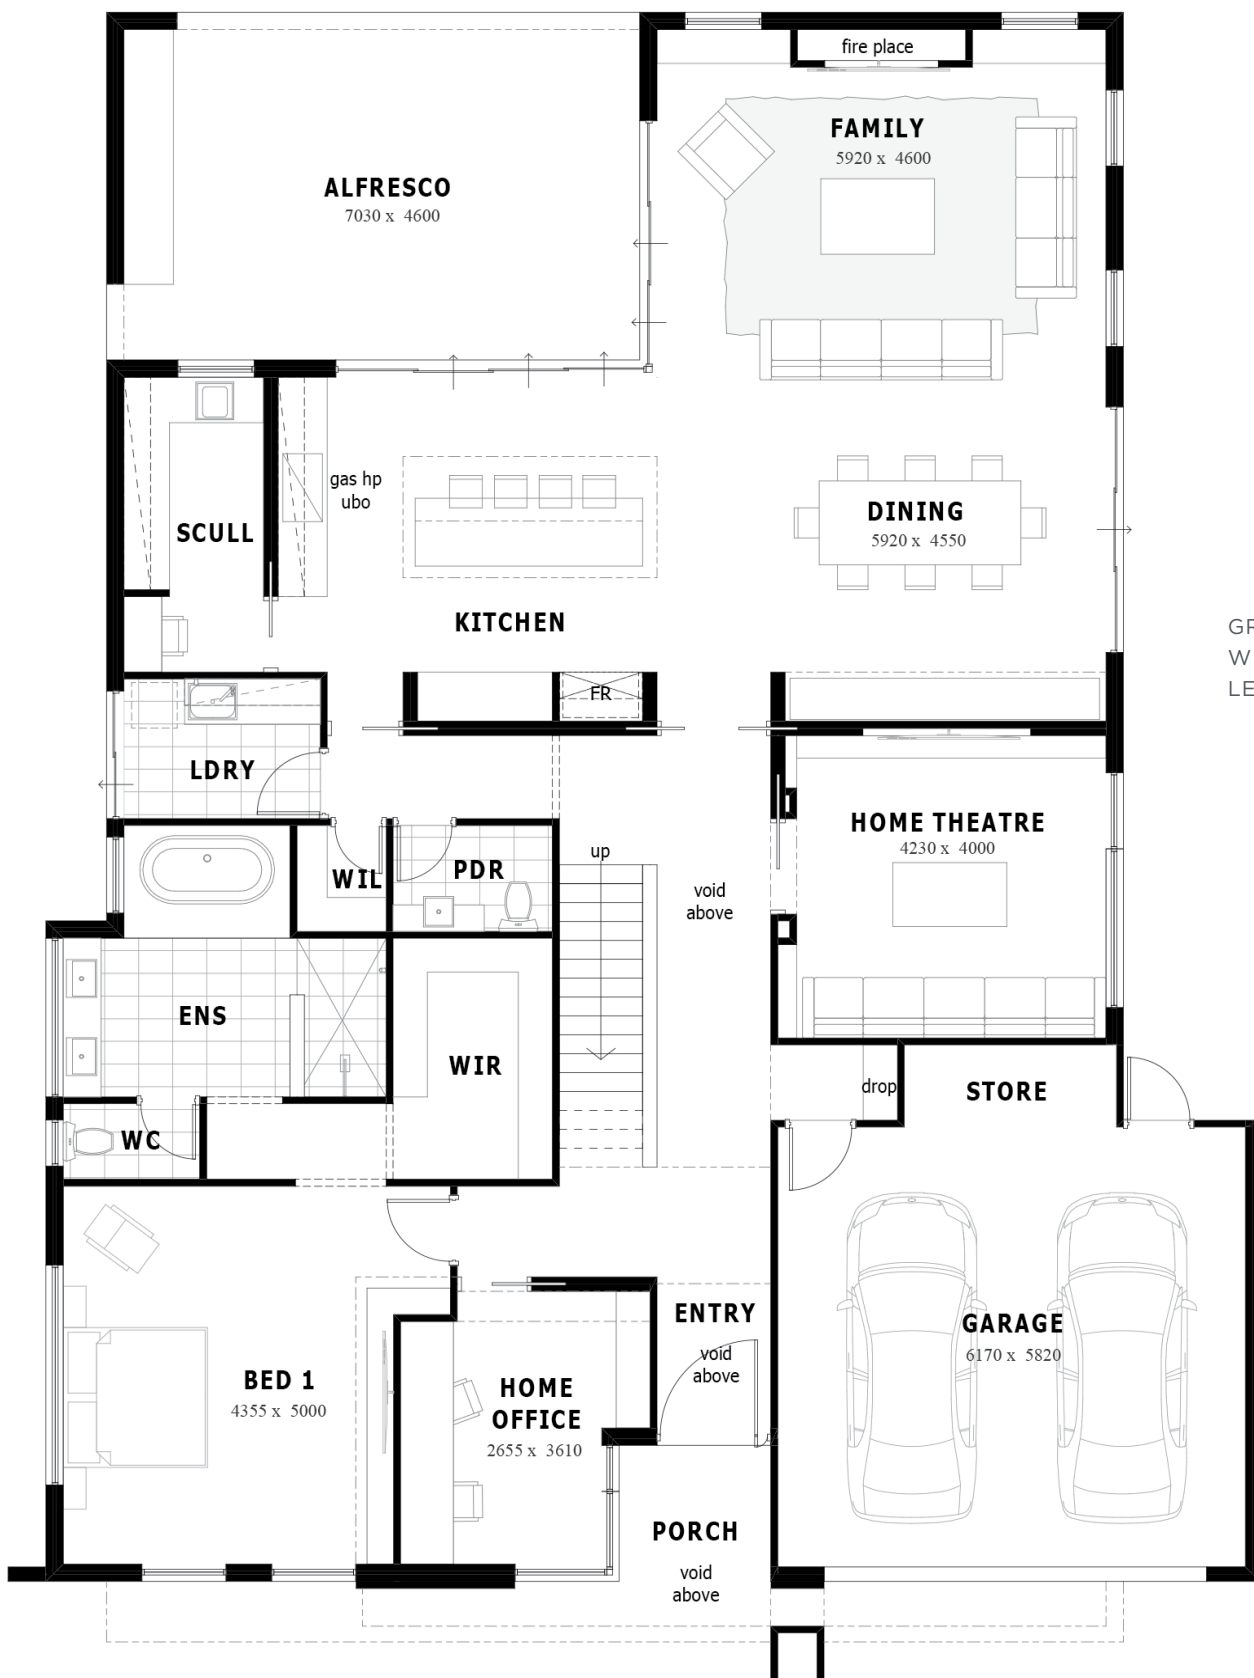 fire place
FAMILY
5920 x 4600
ALFRESCO
7030 x 4600
gas hp
ubo
SCULL
DINING
5920 x 4550
KITCHEN
GR
W
LE
FR
LDRY
HOME THEATRE
4230 x 4000
up
WIL
PDR
void
above
ENS
WIR
drop
STORE
WC
ENTRY
void
above
GARAGE
6170 x 5820
BED 1
4355 x 5000
HOME
OFFICE
2655 x 3610
PORCH
void
above